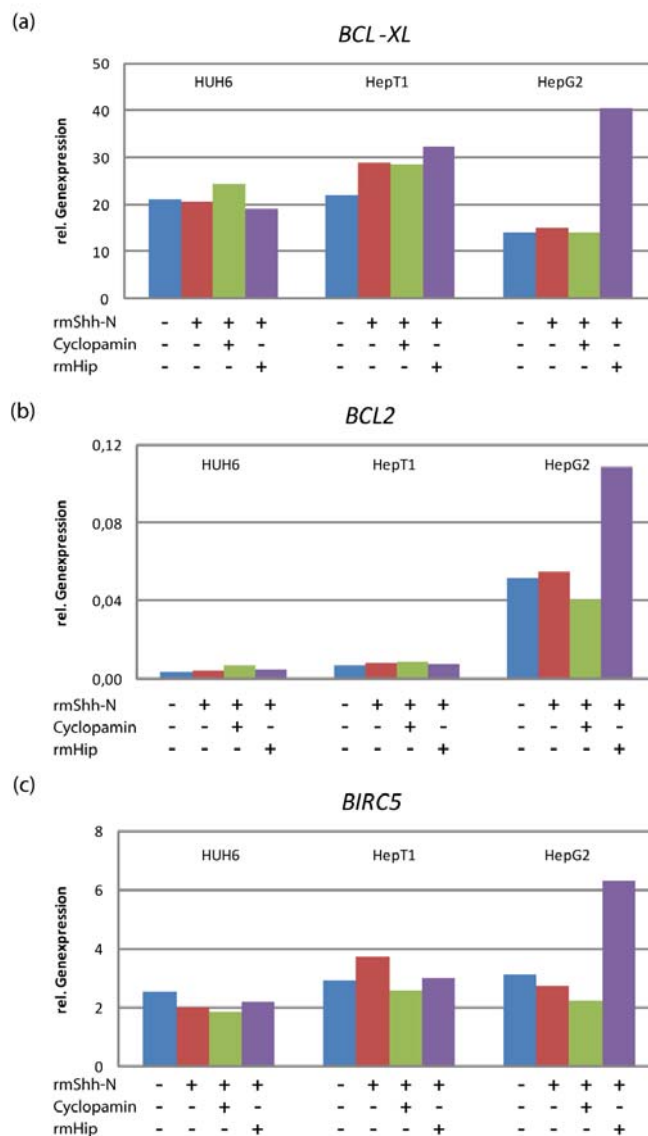 (a)
BCL-XL
50
40
30
20
10
0
rel. Genexpression
HUH6 HepT1 HepG2
rmShh-N - + + + - + + + - + + +
Cyclopamin - - + - - - + - - - + -
rmHip - - - + - - - + - - - +
(b)
BCL2
0,12
0,08
0,04
0,00
rel. Genexpression
HUH6 HepT1 HepG2
rmShh-N - + + + - + + + - + + +
Cyclopamin - - + - - - + - - - + -
rmHip - - - + - - - + - - - +
(c)
BIRC5
8
6
4
2
0
rel. Genexpression
HUH6 HepT1 HepG2
rmShh-N - + + + - + + + - + + +
Cyclopamin - - + - - - + - - - + -
rmHip - - - + - - - + - - - +